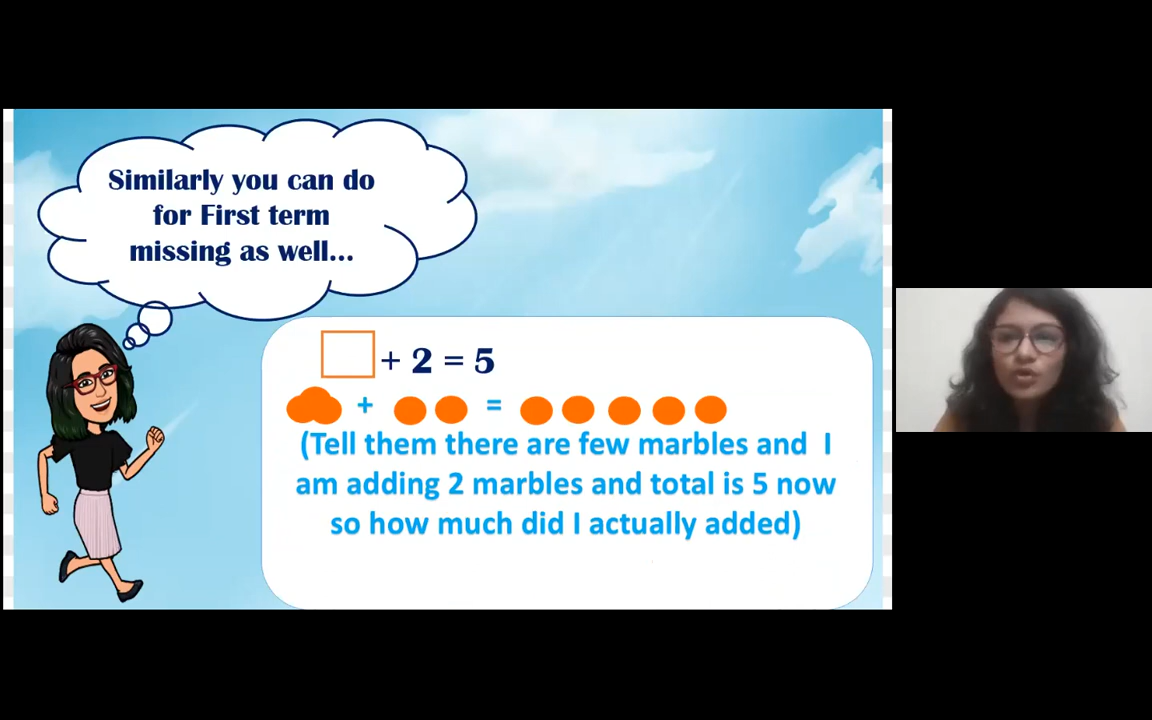 Similarly you can do
for First term
missing as well...
+ 2 = 5
+ =
(Tell them there are few marbles and I
am adding 2 marbles and total is 5 now
so how much did I actually added)